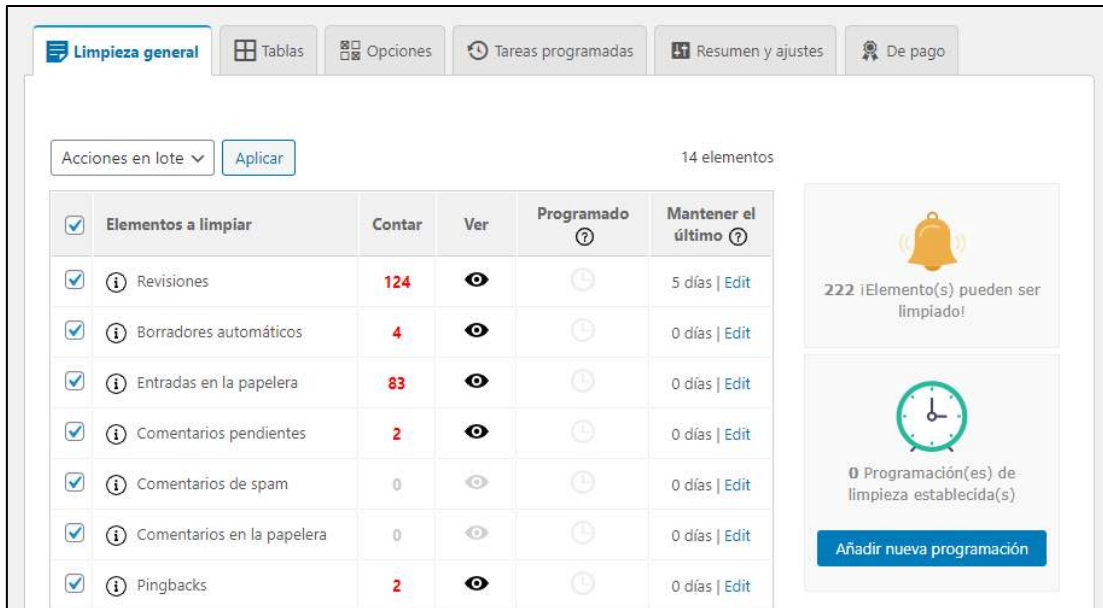 Limpieza general Tablas Opciones Tareas programadas Resumen y ajustes De pago
Acciones en lote Aplicar 14 elementos
Elementos a limpiar Contar Ver Programado Mantener el último
Revisiones 124 5 días | Edit
Borradores automáticos 4 0 días | Edit
Entradas en la papelera 83 0 días | Edit
Comentarios pendientes 2 0 días | Edit
Comentarios de spam 0 0 días | Edit
Comentarios en la papelera 0 0 días | Edit
Pingbacks 2 0 días | Edit
222 ¡Elemento(s) pueden ser
limpiado!
0 Programación(es) de
limpieza establecida(s)
Añadir nueva programación